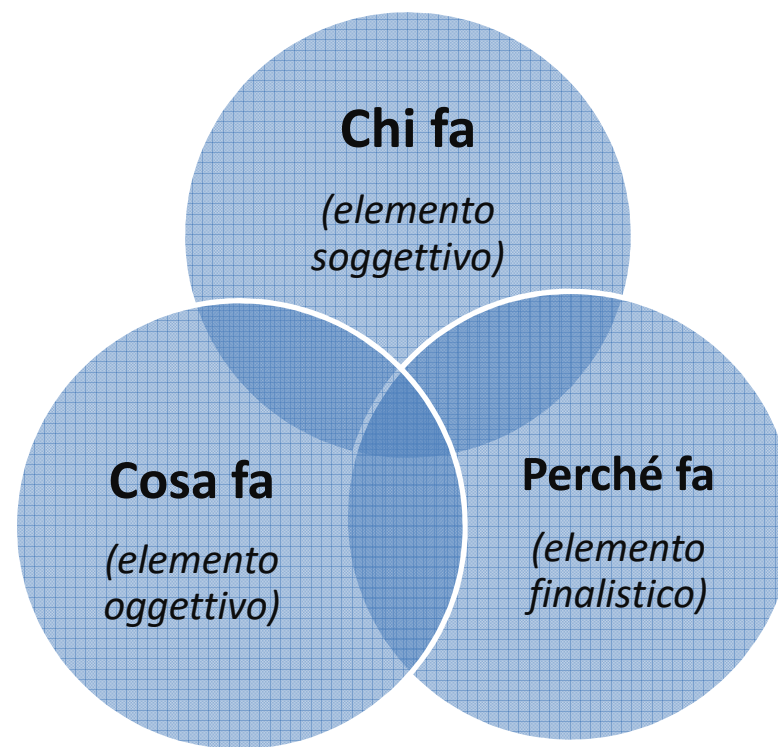 Chi fa
(elemento
soggettivo)
Cosa fa
(elemento
oggettivo)
Perché fa
(elemento
finalistico)